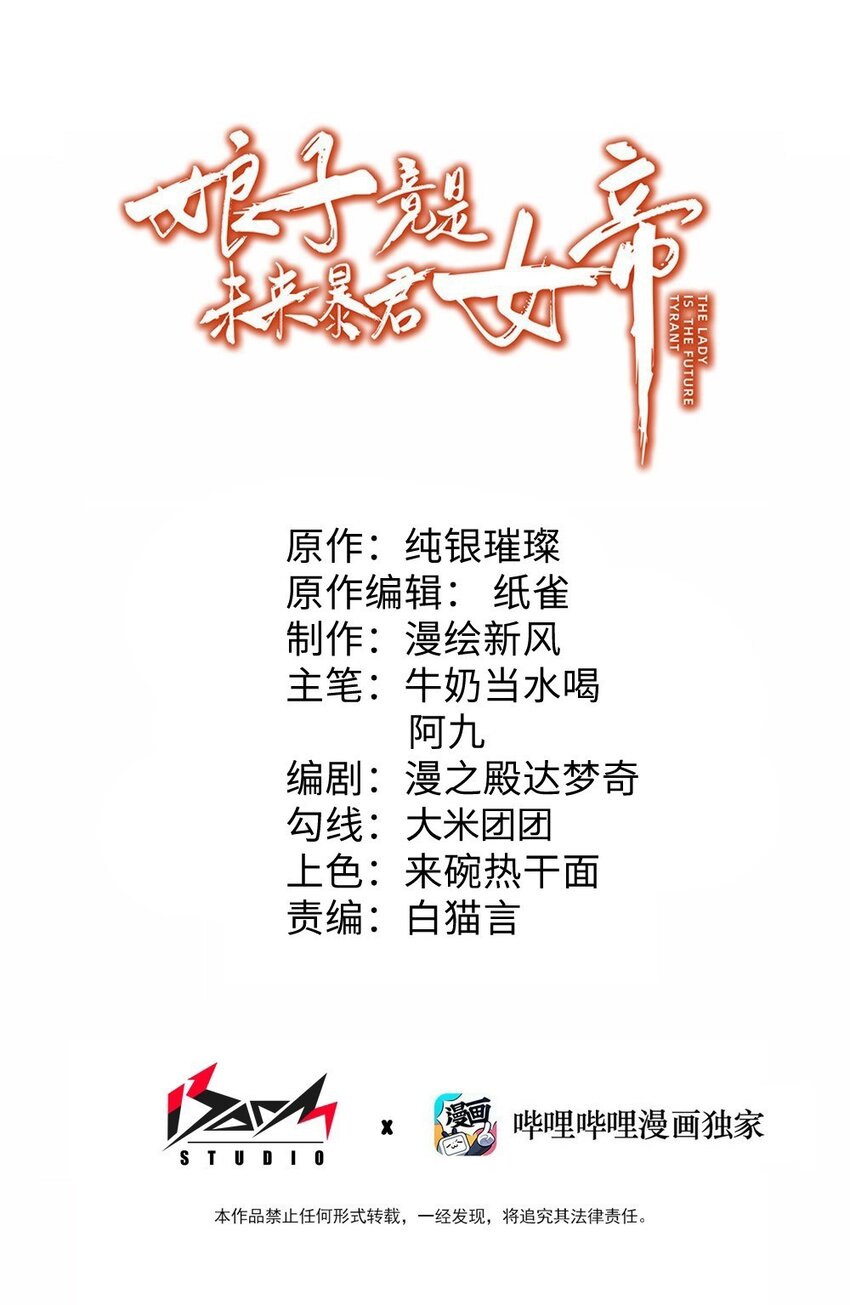 娘子竟是
未来暴君女帝
THE LADY
IS THE FUTURE
TYRANT
原作：纯银璀璨
原作编辑： 纸雀
制作：漫绘新风
主笔：牛奶当水喝
阿九
编剧：漫之殿达梦奇
勾线：大米团团
上色：来碗热干面
责编：白猫言
STUDIO
x
漫画
哔哩哔哩漫画独家
本作品禁止任何形式转载，一经发现，将追究其法律责任。